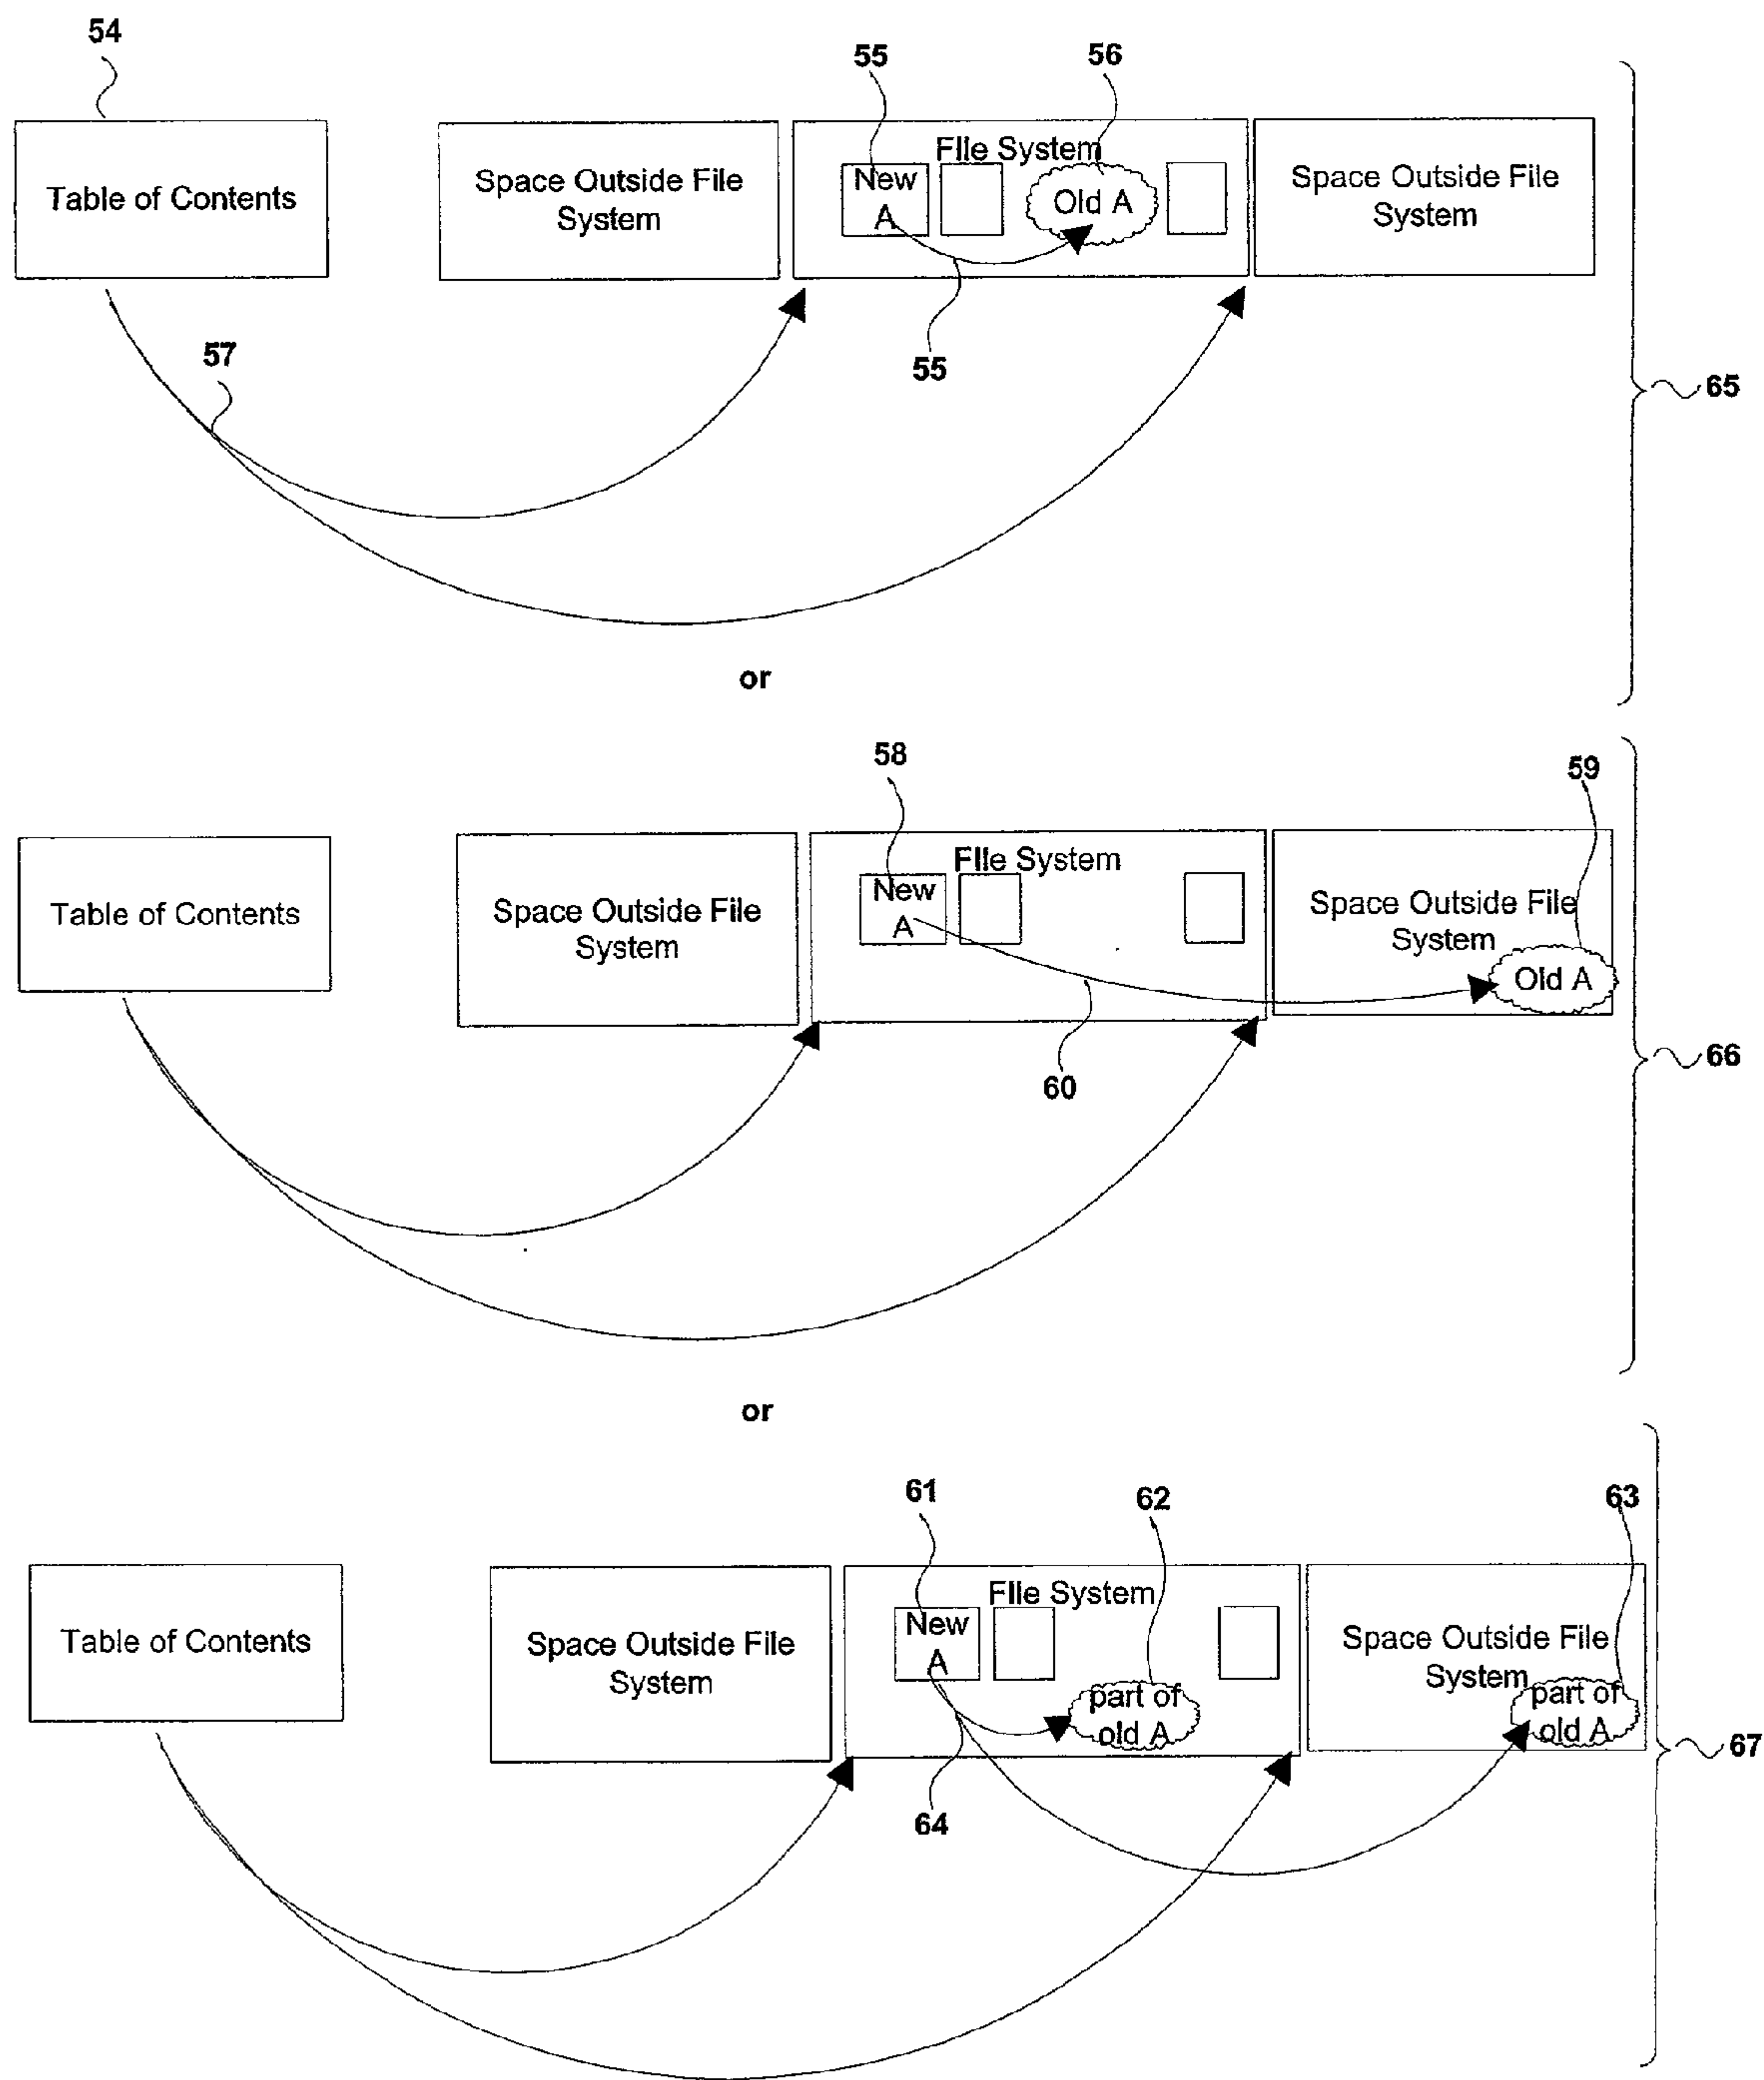 54
55
56
Table of Contents
Space Outside File
System
File System
New
A
Old A
Space Outside File
System
55
57
65
or
58
59
Table of Contents
Space Outside File
System
File System
New
A
Space Outside File
System
Old A
60
66
or
61
62
63
Table of Contents
Space Outside File
System
File System
New
A
part of
old A
Space Outside File
System
part of
old A
64
67